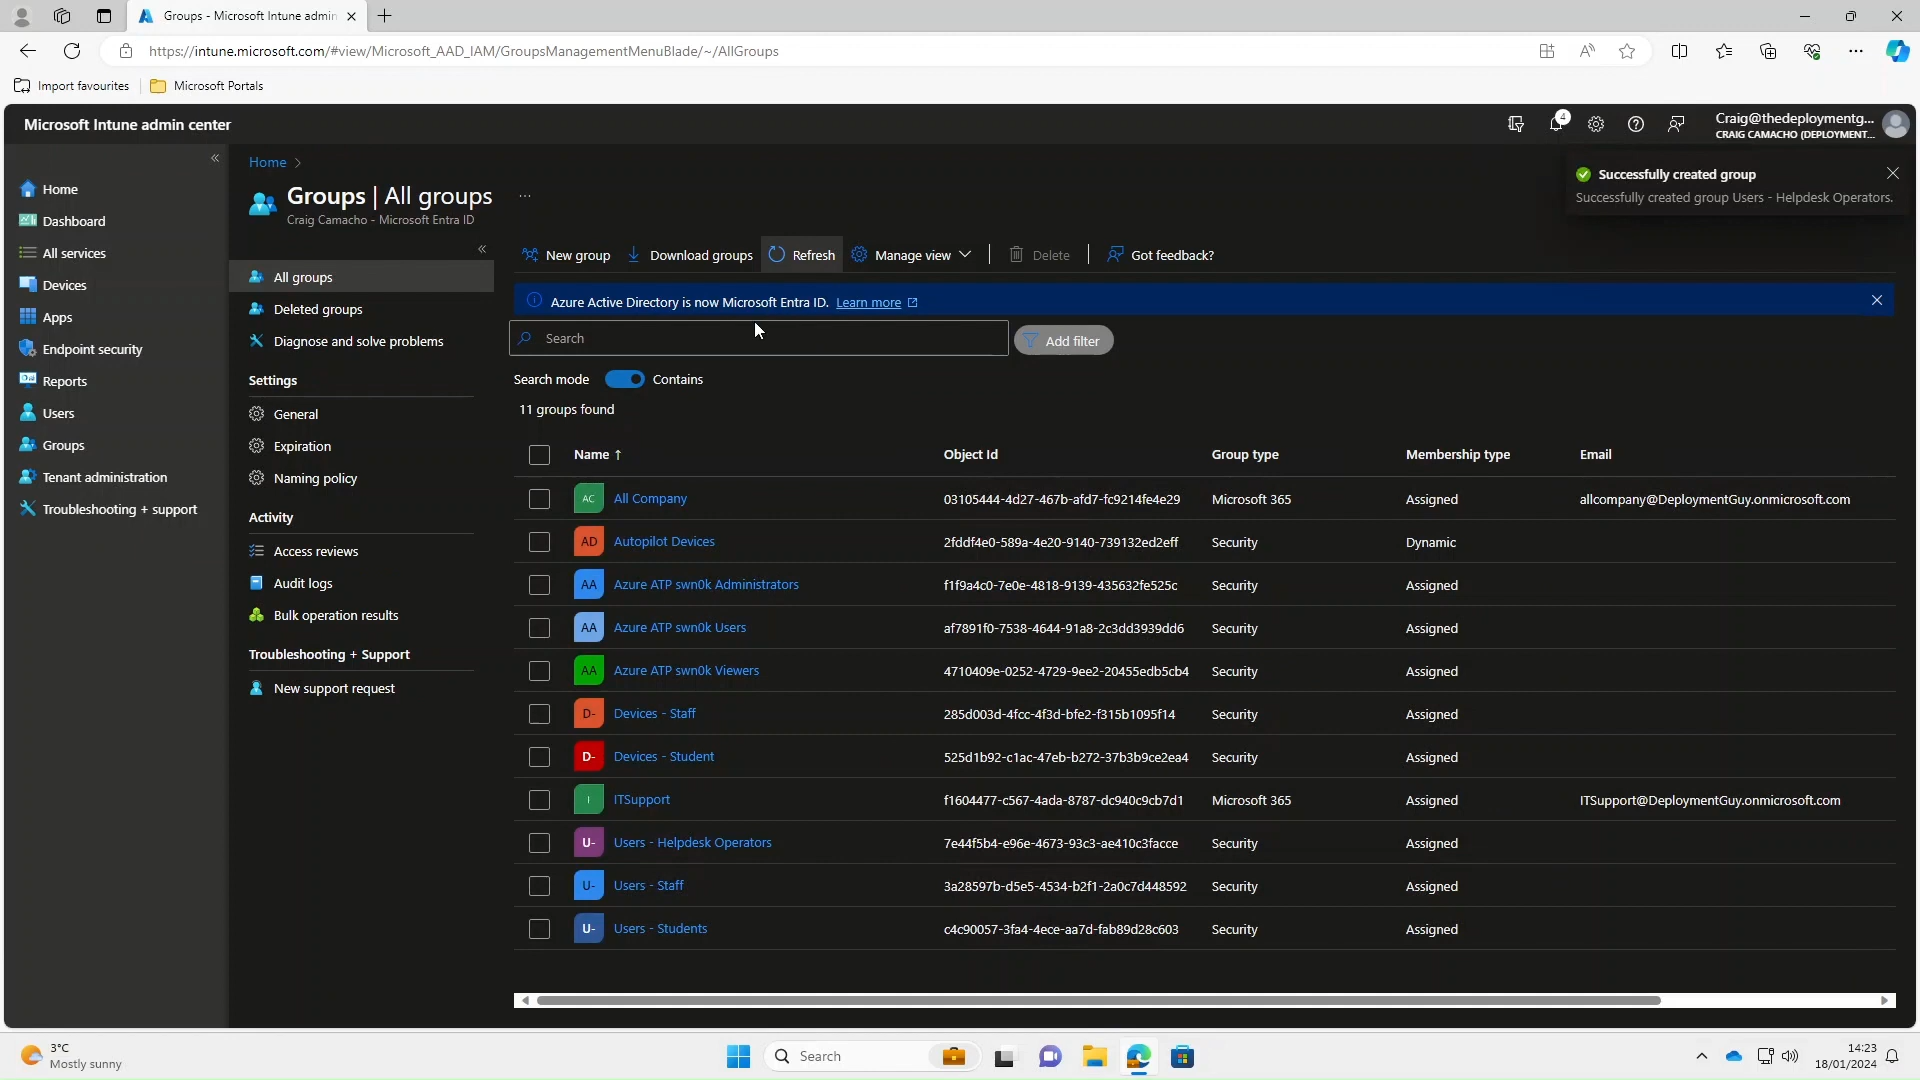 Groups - Microsoft Intune admin
https://intune.microsoft.com/#view/Microsoft_AAD_IAM/GroupsManagementMenuBlade/~/AllGroups
Import favourites
Microsoft Portals
Microsoft Intune admin center
4
Craig@thedeploymentg...
CRAIG CAMACHO (DEPLOYMENT...
Home
Dashboard
All services
Devices
Apps
Endpoint security
Reports
Users
Groups
Tenant administration
Troubleshooting + support
Home >
Groups | All groups
Craig Camacho - Microsoft Entra ID
...
Successfully created group
Successfully created group Users - Helpdesk Operators.
All groups
Deleted groups
Diagnose and solve problems
Settings
General
Expiration
Naming policy
Activity
Access reviews
Audit logs
Bulk operation results
Troubleshooting + Support
New support request
New group Download groups Refresh Manage view Delete Got feedback?
Azure Active Directory is now Microsoft Entra ID. Learn more
Search
Add filter
Search mode Contains
11 groups found
Name ↑ Object Id Group type Membership type Email
AC All Company 03105444-4d27-467b-afd7-fc9214fe4e29 Microsoft 365 Assigned allcompany@DeploymentGuy.onmicrosoft.com
AD Autopilot Devices 2fddf4e0-589a-4e20-9140-739132ed2eff Security Dynamic
AA Azure ATP swn0k Administrators f1f9a4c0-7e0e-4818-9139-435632fe525c Security Assigned
AA Azure ATP swn0k Users af7891f0-7538-4644-91a8-2c3dd3939dd6 Security Assigned
AA Azure ATP swn0k Viewers 4710409e-0252-4729-9ee2-20455edb5cb4 Security Assigned
D- Devices - Staff 285d003d-4fcc-4f3d-bfe2-f315b1095f14 Security Assigned
D- Devices - Student 525d1b92-c1ac-47eb-b272-37b3b9ce2ea4 Security Assigned
I ITSupport f1604477-c567-4ada-8787-dc940c9cb7d1 Microsoft 365 Assigned ITSupport@DeploymentGuy.onmicrosoft.com
U- Users - Helpdesk Operators 7e44f5b4-e96e-4673-93c3-ae410c3facce Security Assigned
U- Users - Staff 3a28597b-d5e5-4534-b2f1-2a0c7d448592 Security Assigned
U- Users - Students c4c90057-3fa4-4ece-aa7d-fab89d28c603 Security Assigned
3°C
Mostly sunny
Search
14:23
18/01/2024